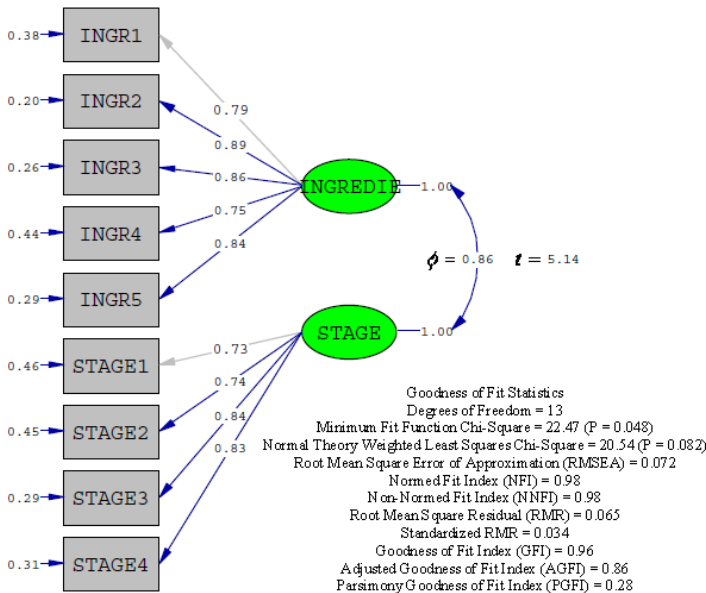 0.38 INGR1
0.20 INGR2
0.79
0.89
0.26 INGR3
0.86
INGREDIE 1.00
0.75
0.44 INGR4
0.84
ϕ = 0.86 t = 5.14
0.29 INGR5
STAGE 1.00
0.73
0.46 STAGE1
0.74
Goodness of Fit Statistics
Degrees of Freedom = 13
0.84
Minimum Fit Function Chi-Square = 22.47 (P = 0.048)
0.45 STAGE2
Normal Theory Weighted Least Squares Chi-Square = 20.54 (P = 0.082)
0.83
Root Mean Square Error of Approximation (RMSEA) = 0.072
Normed Fit Index (NFI) = 0.98
0.29 STAGE3
Non-Normed Fit Index (NNFI) = 0.98
Root Mean Square Residual (RMR) = 0.065
Standardized RMR = 0.034
Goodness of Fit Index (GFI) = 0.96
0.31 STAGE4
Adjusted Goodness of Fit Index (AGFI) = 0.86
Parsimony Goodness of Fit Index (PGFI) = 0.28